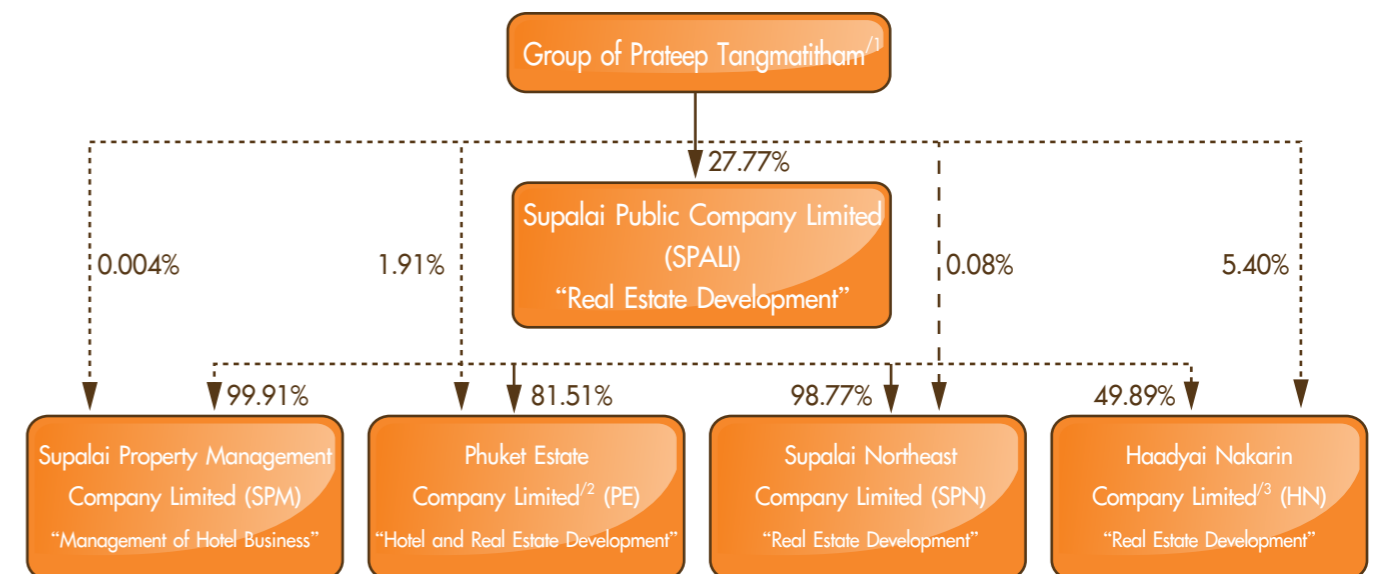 Group of Prateep Tangmatitham/1
27.77%
Supalai Public Company Limited
(SPALI)
“Real Estate Development”
0.004%
1.91%
0.08%
5.40%
99.91%
81.51%
98.77%
49.89%
Supalai Property Management
Company Limited (SPM)
“Management of Hotel Business”
Phuket Estate
Company Limited/2 (PE)
“Hotel and Real Estate Development”
Supalai Northeast
Company Limited (SPN)
“Real Estate Development”
Haadyai Nakarin
Company Limited/3 (HN)
“Real Estate Development”